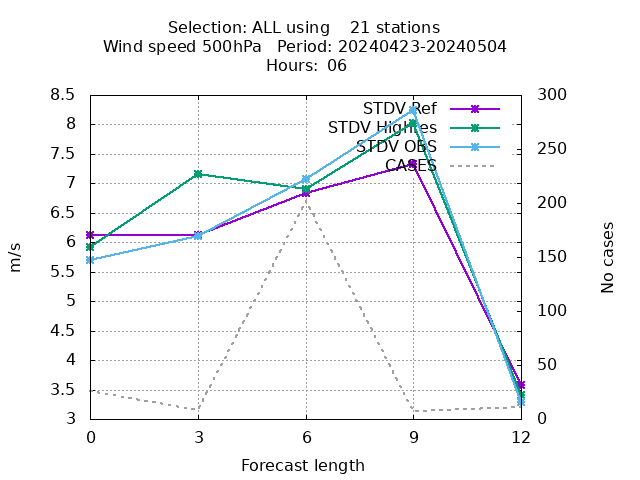 Selection: ALL using 21 stations
Wind speed 500hPa Period: 20240423-20240504
Hours: 06
8.5
8
7.5
7
6.5
6
5.5
5
4.5
4
3.5
3
300
250
200
150
100
50
0
STDV Ref
STDV HighRes
STDV OBS
CASES
m/s
No cases
0 3 6 9 12
Forecast length